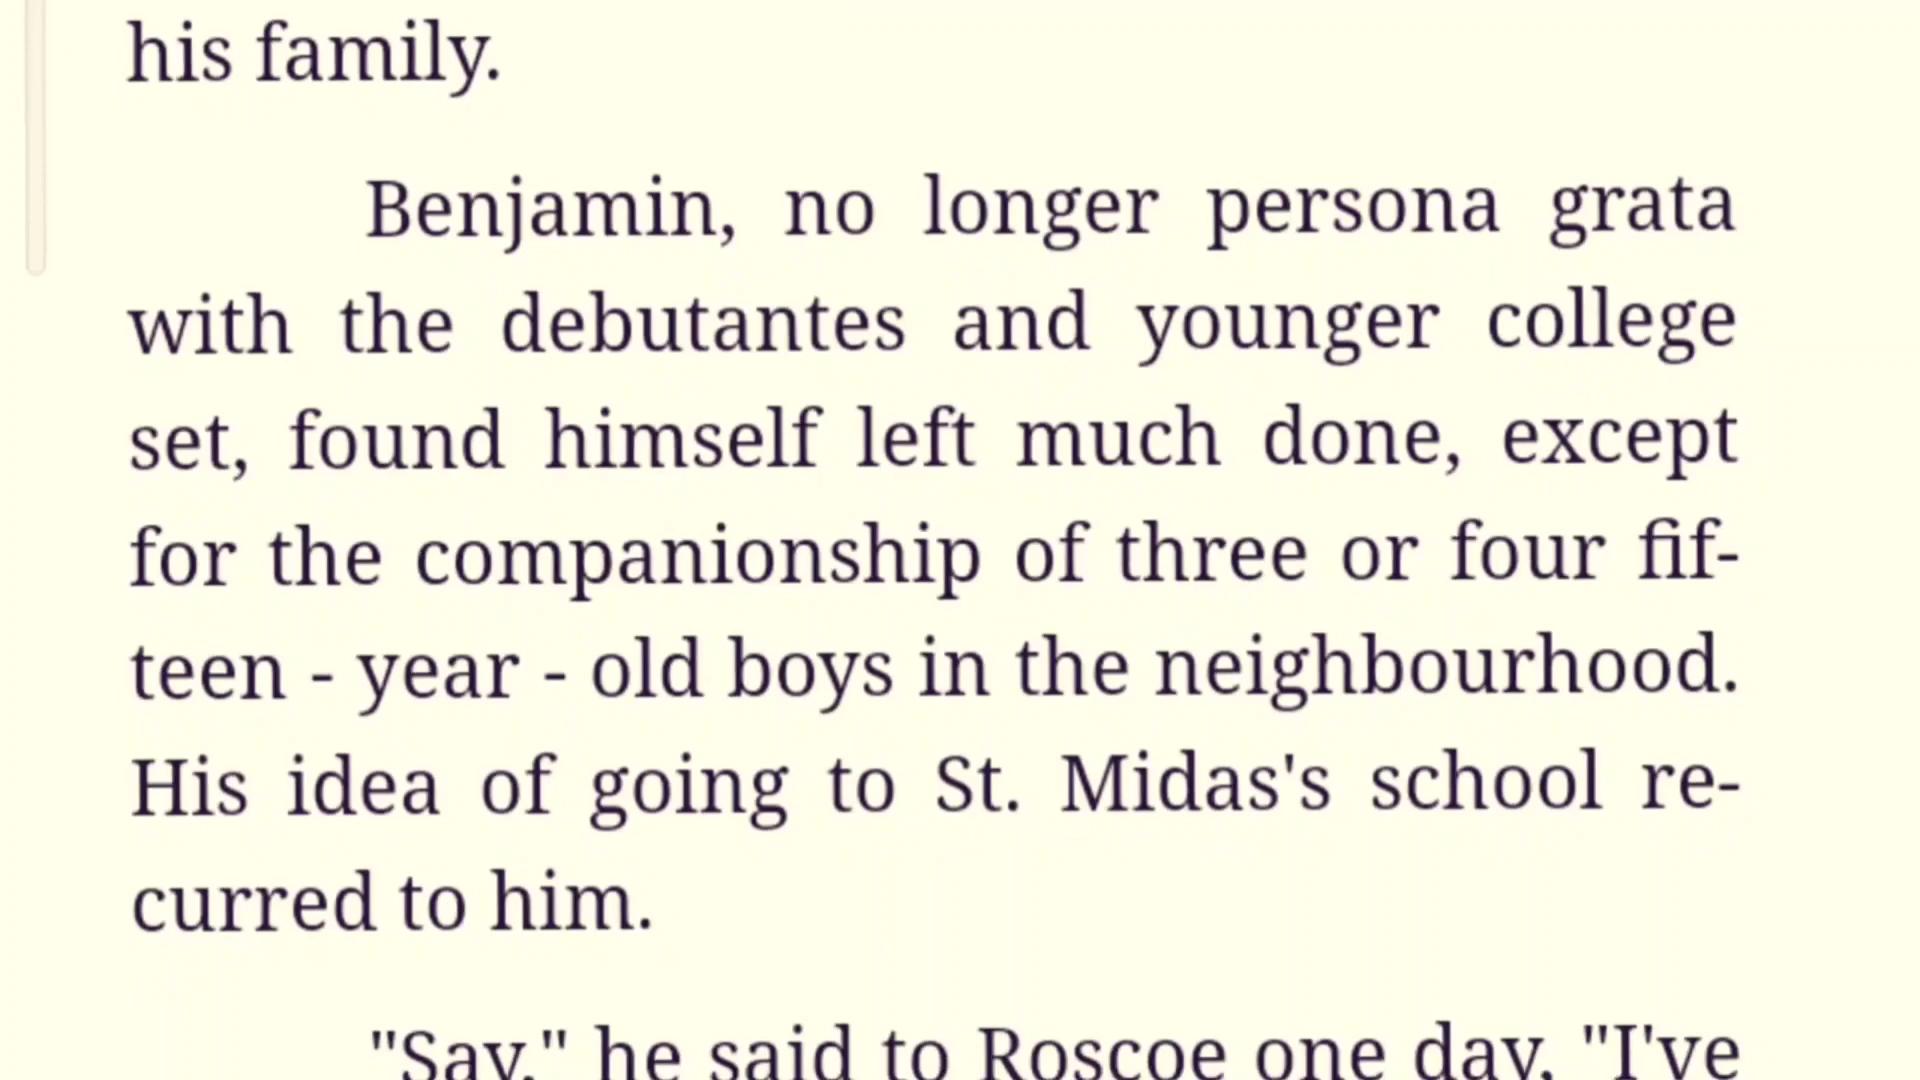 his family.
Benjamin, no longer persona grata
with the debutantes and younger college
set, found himself left much done, except
for the companionship of three or four fif-
teen - year - old boys in the neighbourhood.
His idea of going to St. Midas's school re-
curred to him.
"Say," he said to Roscoe one day, "I've